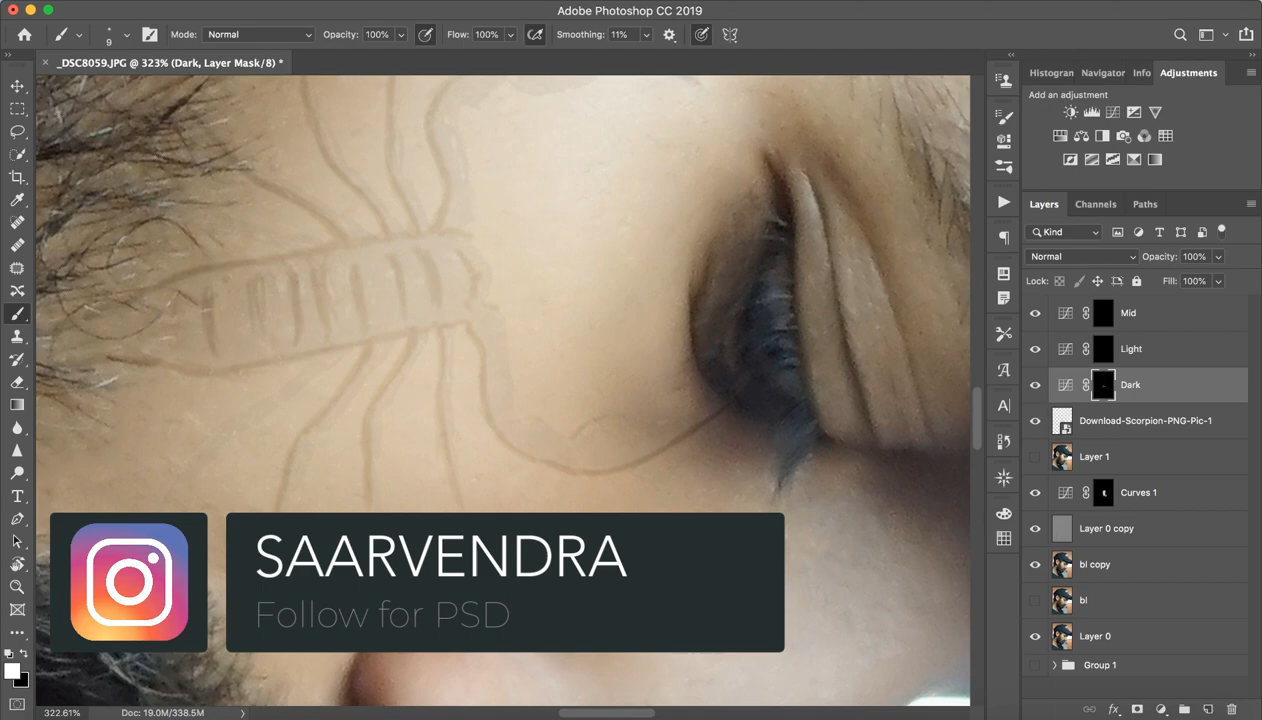 Adobe Photoshop CC 2019
9
Mode: Normal
Opacity: 100%
Flow: 100%
Smoothing: 11%
_DSC8059.JPG @ 323% (Dark, Layer Mask/8) *
Histogran
Navigator
Info
Adjustments
Add an adjustment
Layers
Channels
Paths
Kind
Normal
Opacity: 100%
Lock:
Fill: 100%
Mid
Light
Dark
Download-Scorpion-PNG-Pic-1
Layer 1
Curves 1
Layer 0 copy
bl copy
bl
Layer 0
Group 1
SAARVENDRA
Follow for PSD
322.61%
Doc: 19.0M/338.5M